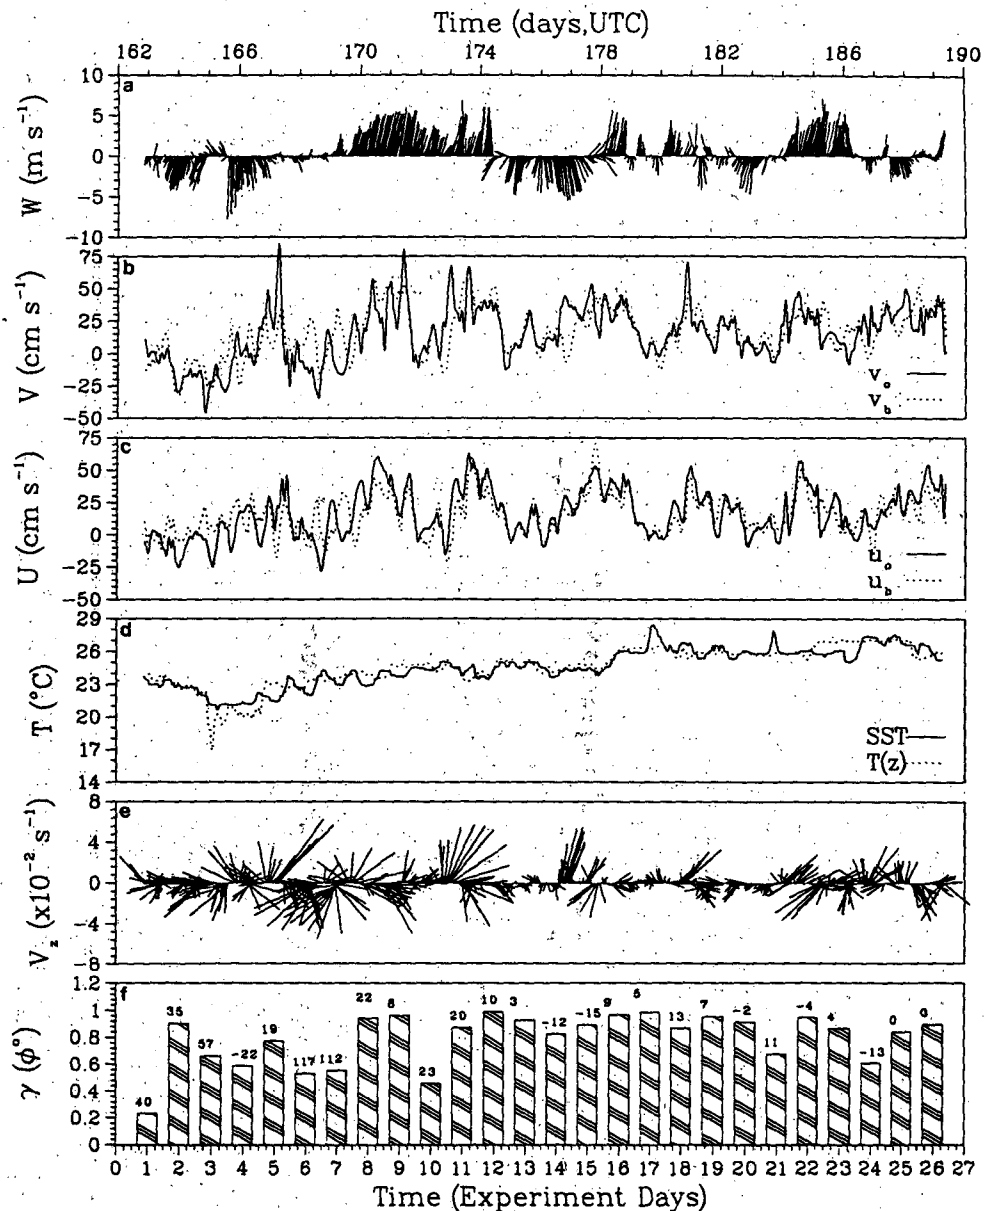 Time (days,UTC)
162 166 170 174 178 182 186 190
a
W (m s⁻¹)
10
5
0
−5
−10
b
V (cm s⁻¹)
75
50
25
0
−25
−50
v_o
v_b
c
U (cm s⁻¹)
75
50
25
0
−25
−50
u_o
u_b
d
T (°C)
29
26
23
20
17
14
SST
T(z)
e
V_z (x10⁻² s⁻¹)
8
4
0
−4
−8
f
γ (φ°)
1.2
1
0.8
0.6
0.4
0.2
0
40 35 57 −22 19 117 112 22 8 23 20 10 3 −12 −15 9 5 13 7 −2 11 −4 4 −13 0
0 1 2 3 4 5 6 7 8 9 10 11 12 13 14 15 16 17 18 19 20 21 22 23 24 25 26 27
Time (Experiment Days)